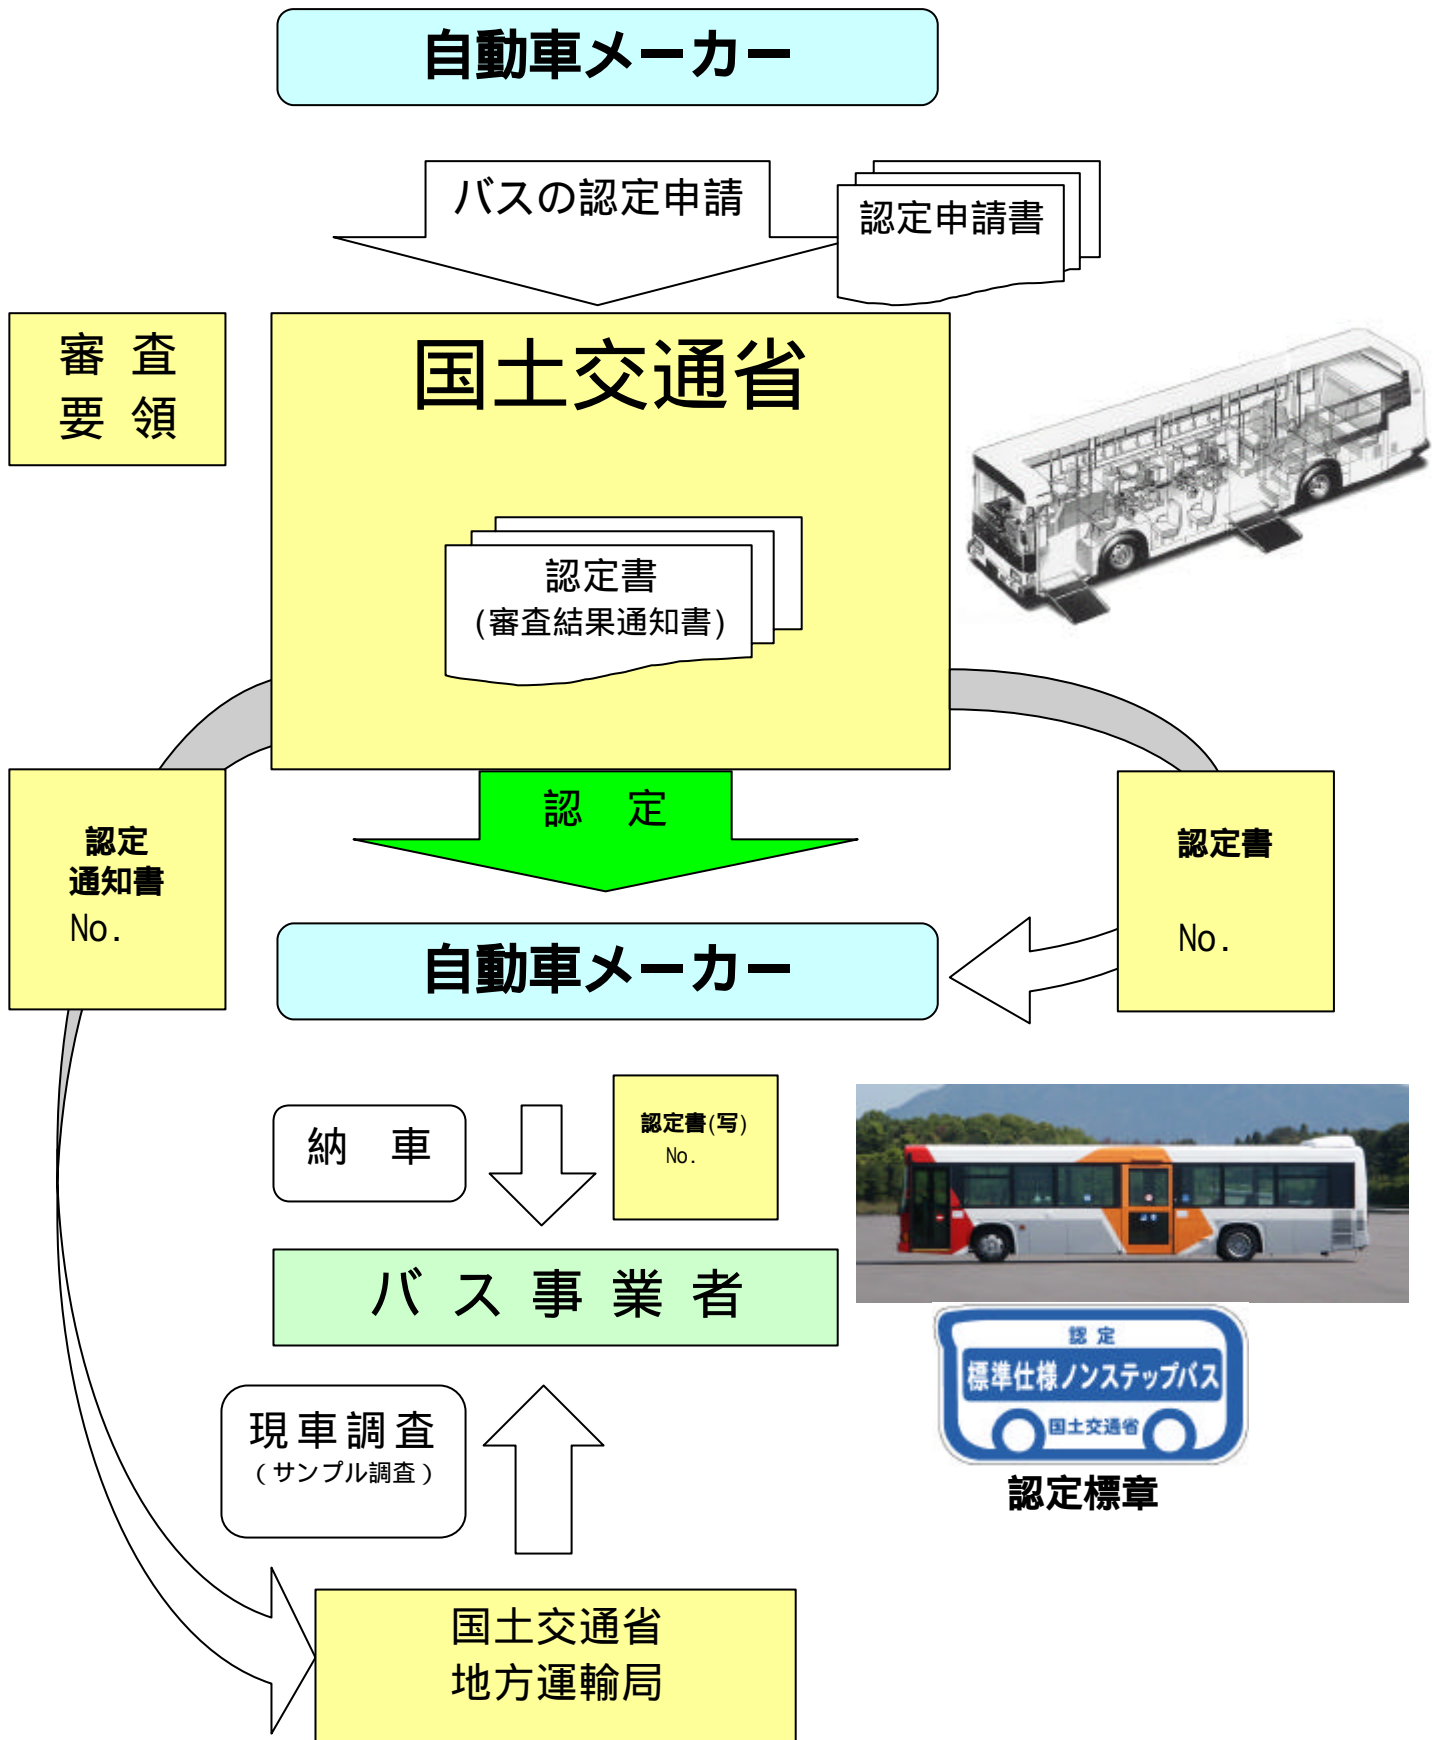 自動車メーカー
バスの認定申請
認定申請書
審 査
要 領
国土交通省
認定書
(審査結果通知書)
認 定
認定
通知書
No.
認定書
No.
自動車メーカー
納 車
認定書(写)
No.
バス事業者
認 定
標準仕様ノンステップバス
国土交通省
認定標章
現車調査
(サンプル調査)
国土交通省
地方運輸局